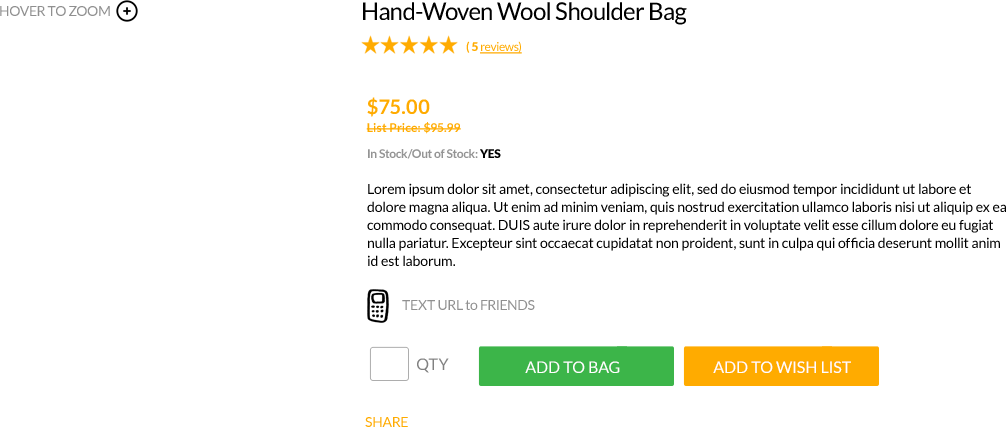 HOVER TO ZOOM
Hand-Woven Wool Shoulder Bag
( 5 reviews)
$75.00
List Price: $95.99
In Stock/Out of Stock: YES
Lorem ipsum dolor sit amet, consectetur adipiscing elit, sed do eiusmod tempor incididunt ut labore et
dolore magna aliqua. Ut enim ad minim veniam, quis nostrud exercitation ullamco laboris nisi ut aliquip ex ea
commodo consequat. DUIS aute irure dolor in reprehenderit in voluptate velit esse cillum dolore eu fugiat
nulla pariatur. Excepteur sint occaecat cupidatat non proident, sunt in culpa qui officia deserunt mollit anim
id est laborum.
TEXT URL to FRIENDS
QTY
ADD TO BAG
ADD TO WISH LIST
SHARE